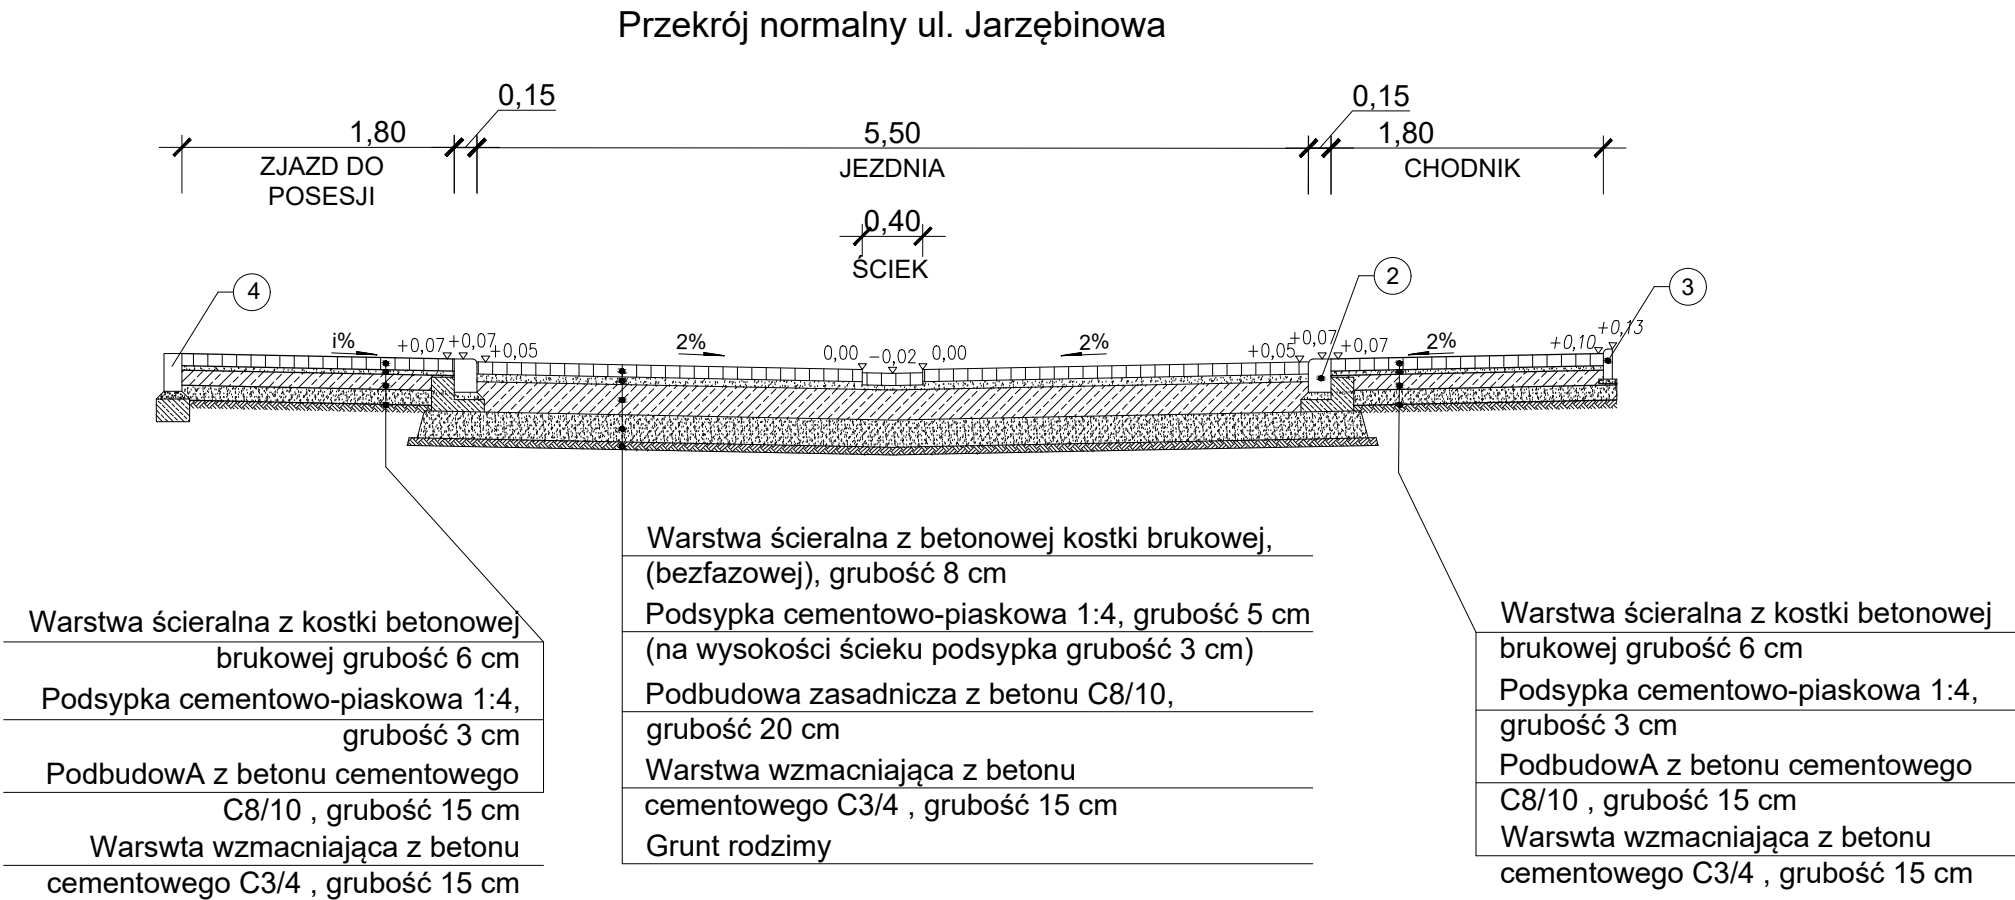 Przekrój normalny ul. Jarzębinowa
0,15
0,15
1,80
5,50
1,80
ZJAZD DO
POSESJI
JEZDNIA
CHODNIK
0,40
ŚCIEK
4
2
3
i%
+0,07
+0,07
+0,05
2%
0,00
-0,02
0,00
2%
+0,05
+0,07
+0,07
2%
+0,10
+0,13
Warstwa ścieralna z kostki betonowej
brukowej grubość 6 cm
Podsypka cementowo-piaskowa 1:4,
grubość 3 cm
PodbudowA z betonu cementowego
C8/10 , grubość 15 cm
Warswta wzmacniająca z betonu
cementowego C3/4 , grubość 15 cm
Warstwa ścieralna z betonowej kostki brukowej,
(bezfazowej), grubość 8 cm
Podsypka cementowo-piaskowa 1:4, grubość 5 cm
(na wysokości ścieku podsypka grubość 3 cm)
Podbudowa zasadnicza z betonu C8/10,
grubość 20 cm
Warstwa wzmacniająca z betonu
cementowego C3/4 , grubość 15 cm
Grunt rodzimy
Warstwa ścieralna z kostki betonowej
brukowej grubość 6 cm
Podsypka cementowo-piaskowa 1:4,
grubość 3 cm
PodbudowA z betonu cementowego
C8/10 , grubość 15 cm
Warswta wzmacniająca z betonu
cementowego C3/4 , grubość 15 cm